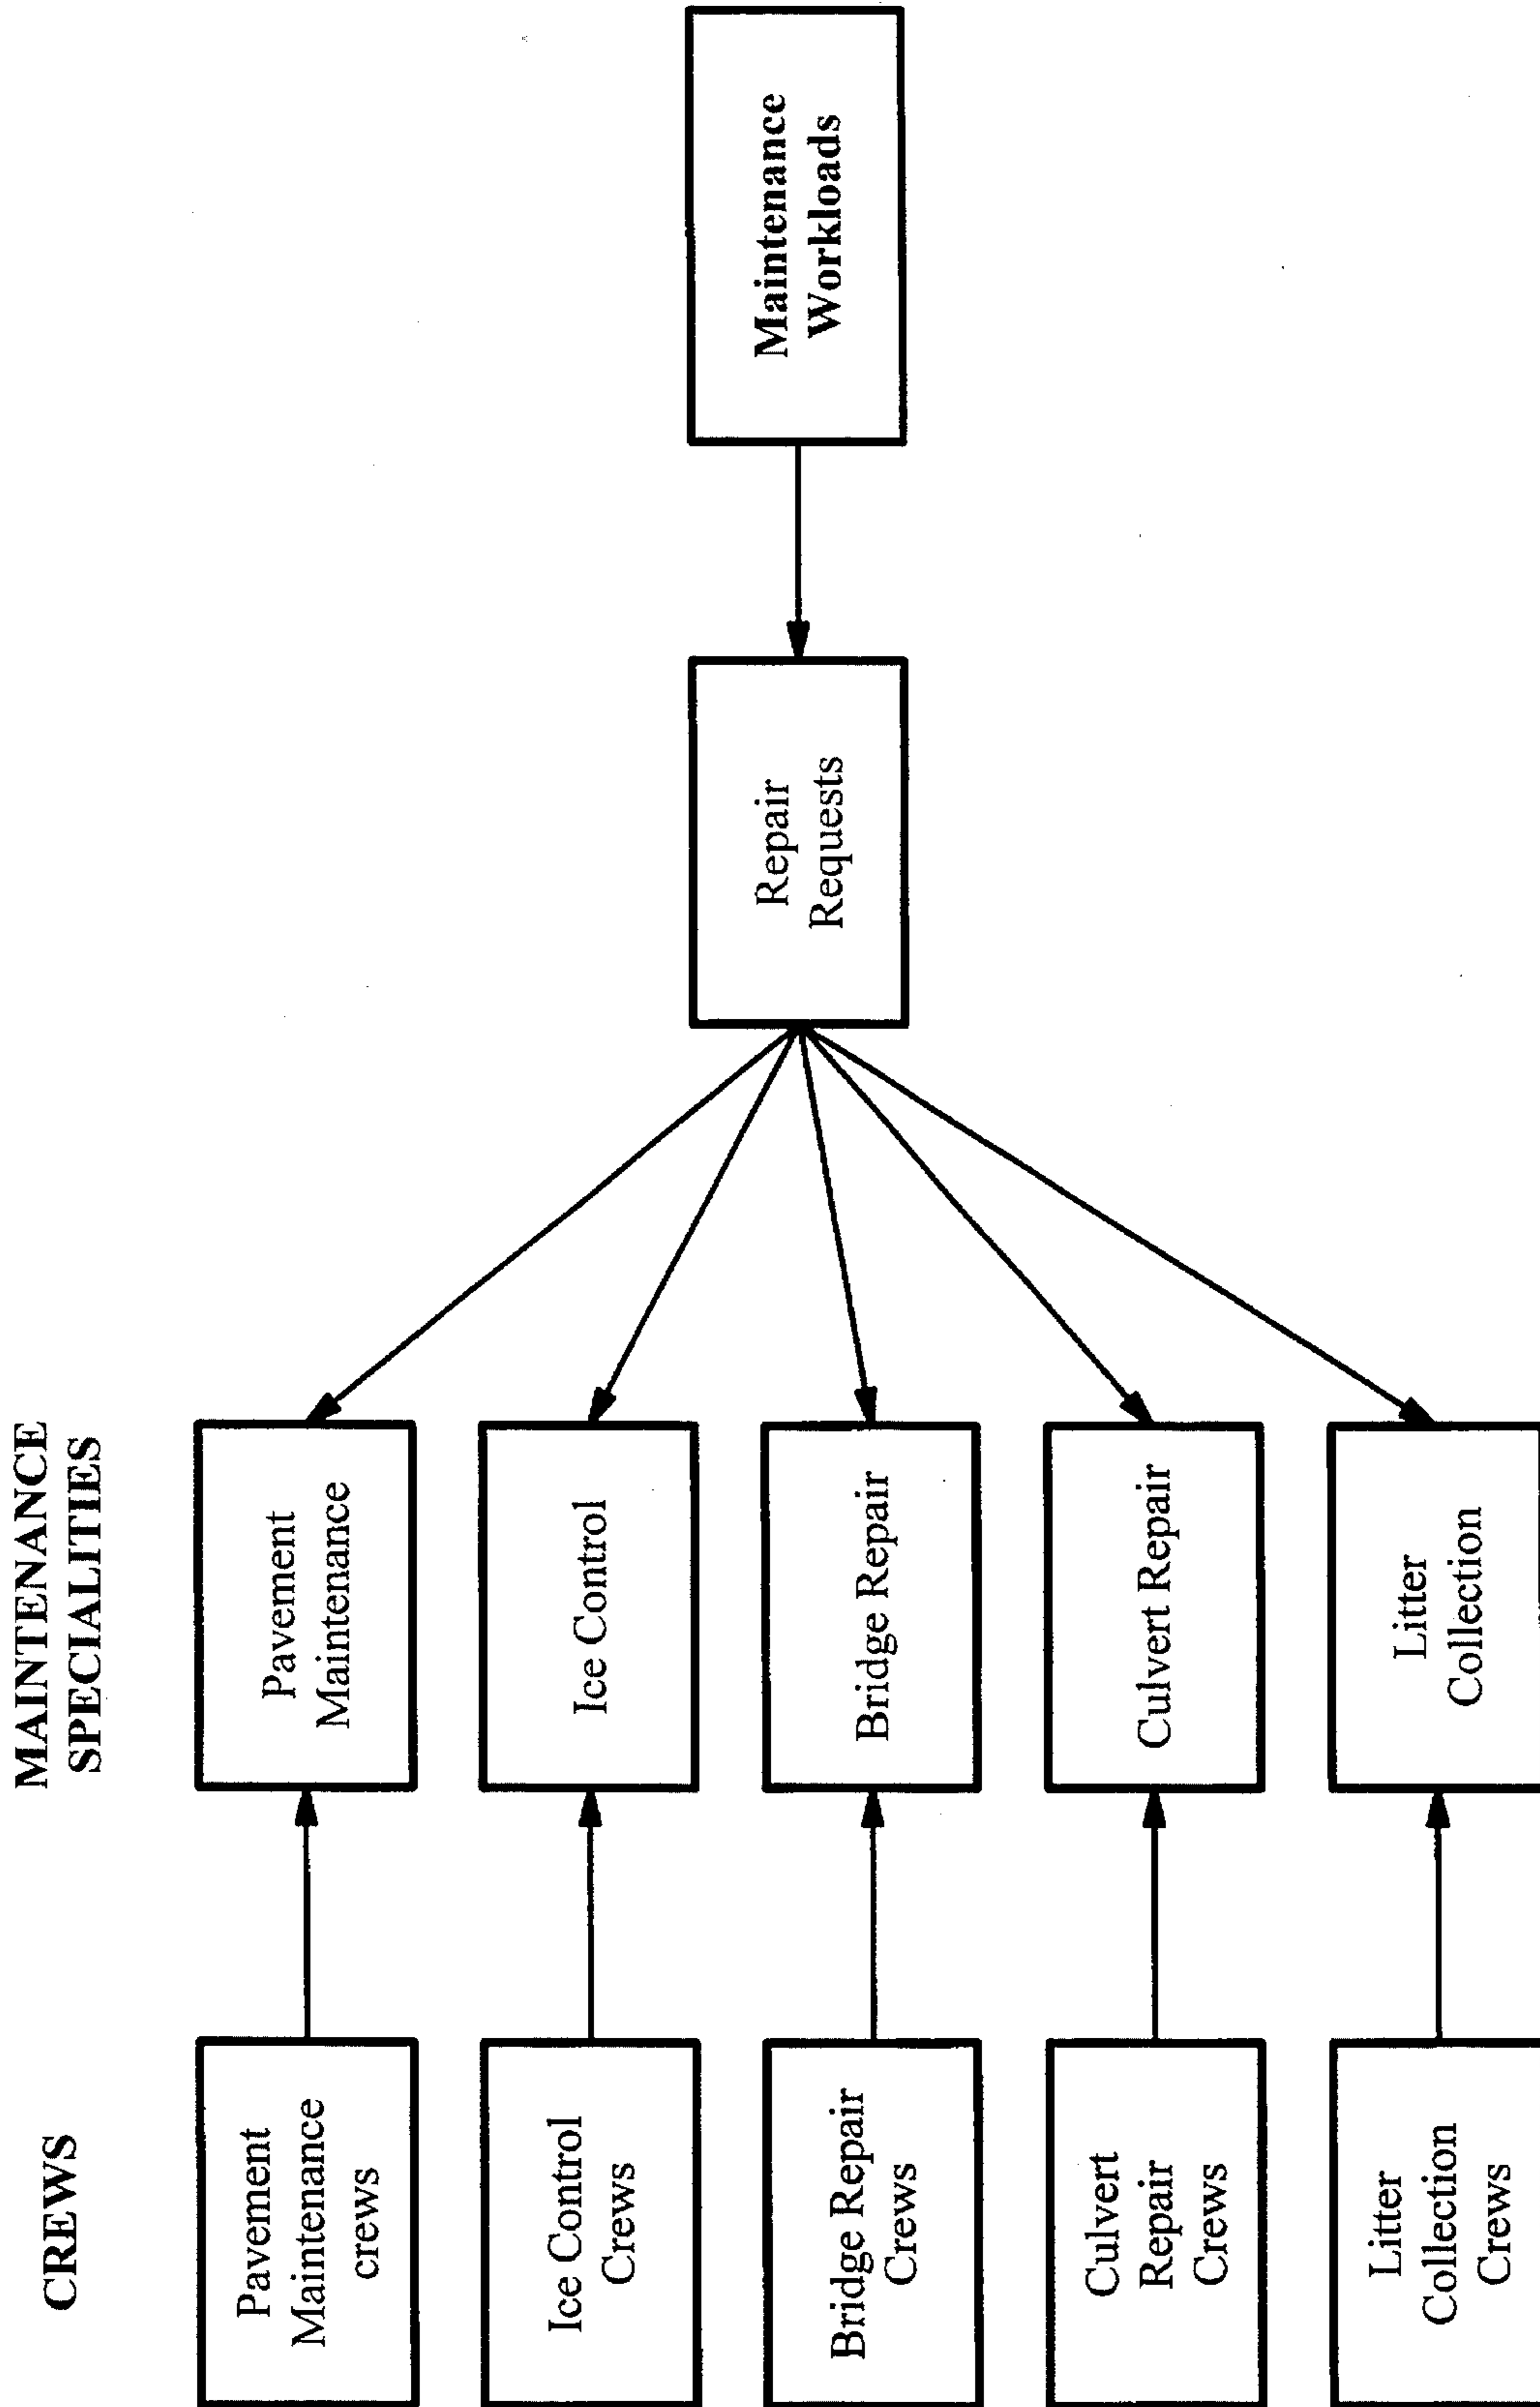 CREWS
MAINTENANCE
SPECIALITIES
Pavement
Maintenance
crews
Pavement
Maintenance
Ice Control
Crews
Ice Control
Bridge Repair
Crews
Bridge Repair
Repair
Requests
Maintenance
Workloads
Culvert
Repair
Crews
Culvert Repair
Litter
Collection
Crews
Litter
Collection